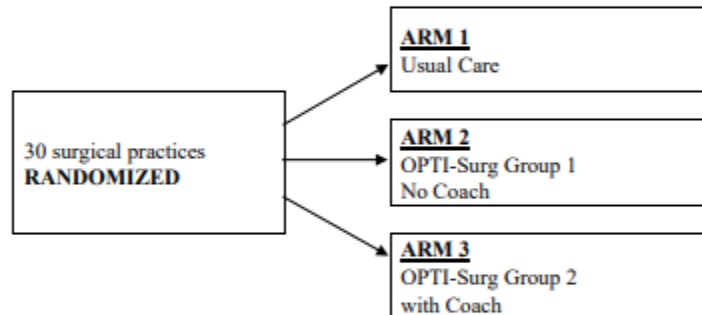 30 surgical practices
RANDOMIZED
ARM 1
Usual Care
ARM 2
OPTI-Surg Group 1
No Coach
ARM 3
OPTI-Surg Group 2
with Coach